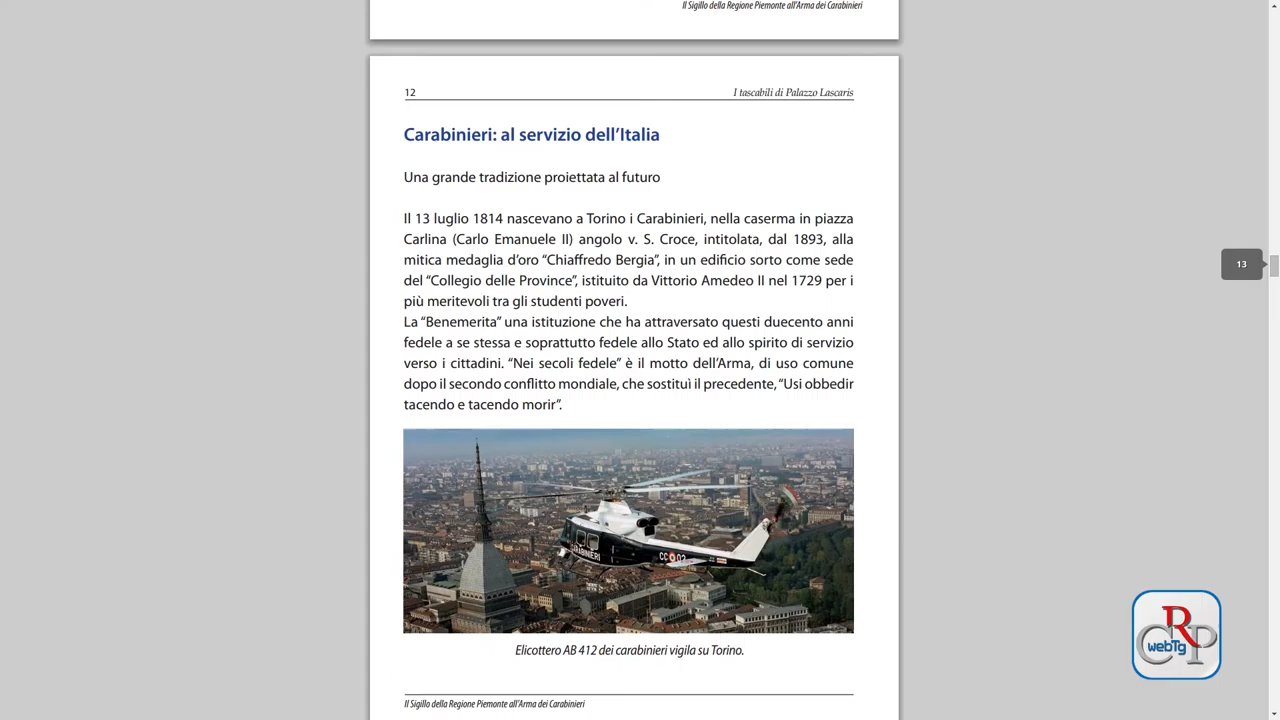 Il Sigillo della Regione Piemonte all'Arma dei Carabinieri
12
I tascabili di Palazzo Lascaris
Carabinieri: al servizio dell'Italia
Una grande tradizione proiettata al futuro
Il 13 luglio 1814 nascevano a Torino i Carabinieri, nella caserma in piazza
Carlina (Carlo Emanuele II) angolo v. S. Croce, intitolata, dal 1893, alla
mitica medaglia d'oro “Chiaffredo Bergia”, in un edificio sorto come sede
del “Collegio delle Province”, istituito da Vittorio Amedeo II nel 1729 per i
più meritevoli tra gli studenti poveri.
La “Benemerita” una istituzione che ha attraversato questi duecento anni
fedele a se stessa e soprattutto fedele allo Stato ed allo spirito di servizio
verso i cittadini. “Nei secoli fedele” è il motto dell'Arma, di uso comune
dopo il secondo conflitto mondiale, che sostituì il precedente, “Usi obbedir
tacendo e tacendo morir”.
CARABINIERI
CC 02
Elicottero AB 412 dei carabinieri vigila su Torino.
Il Sigillo della Regione Piemonte all'Arma dei Carabinieri
13
CRP
webTg